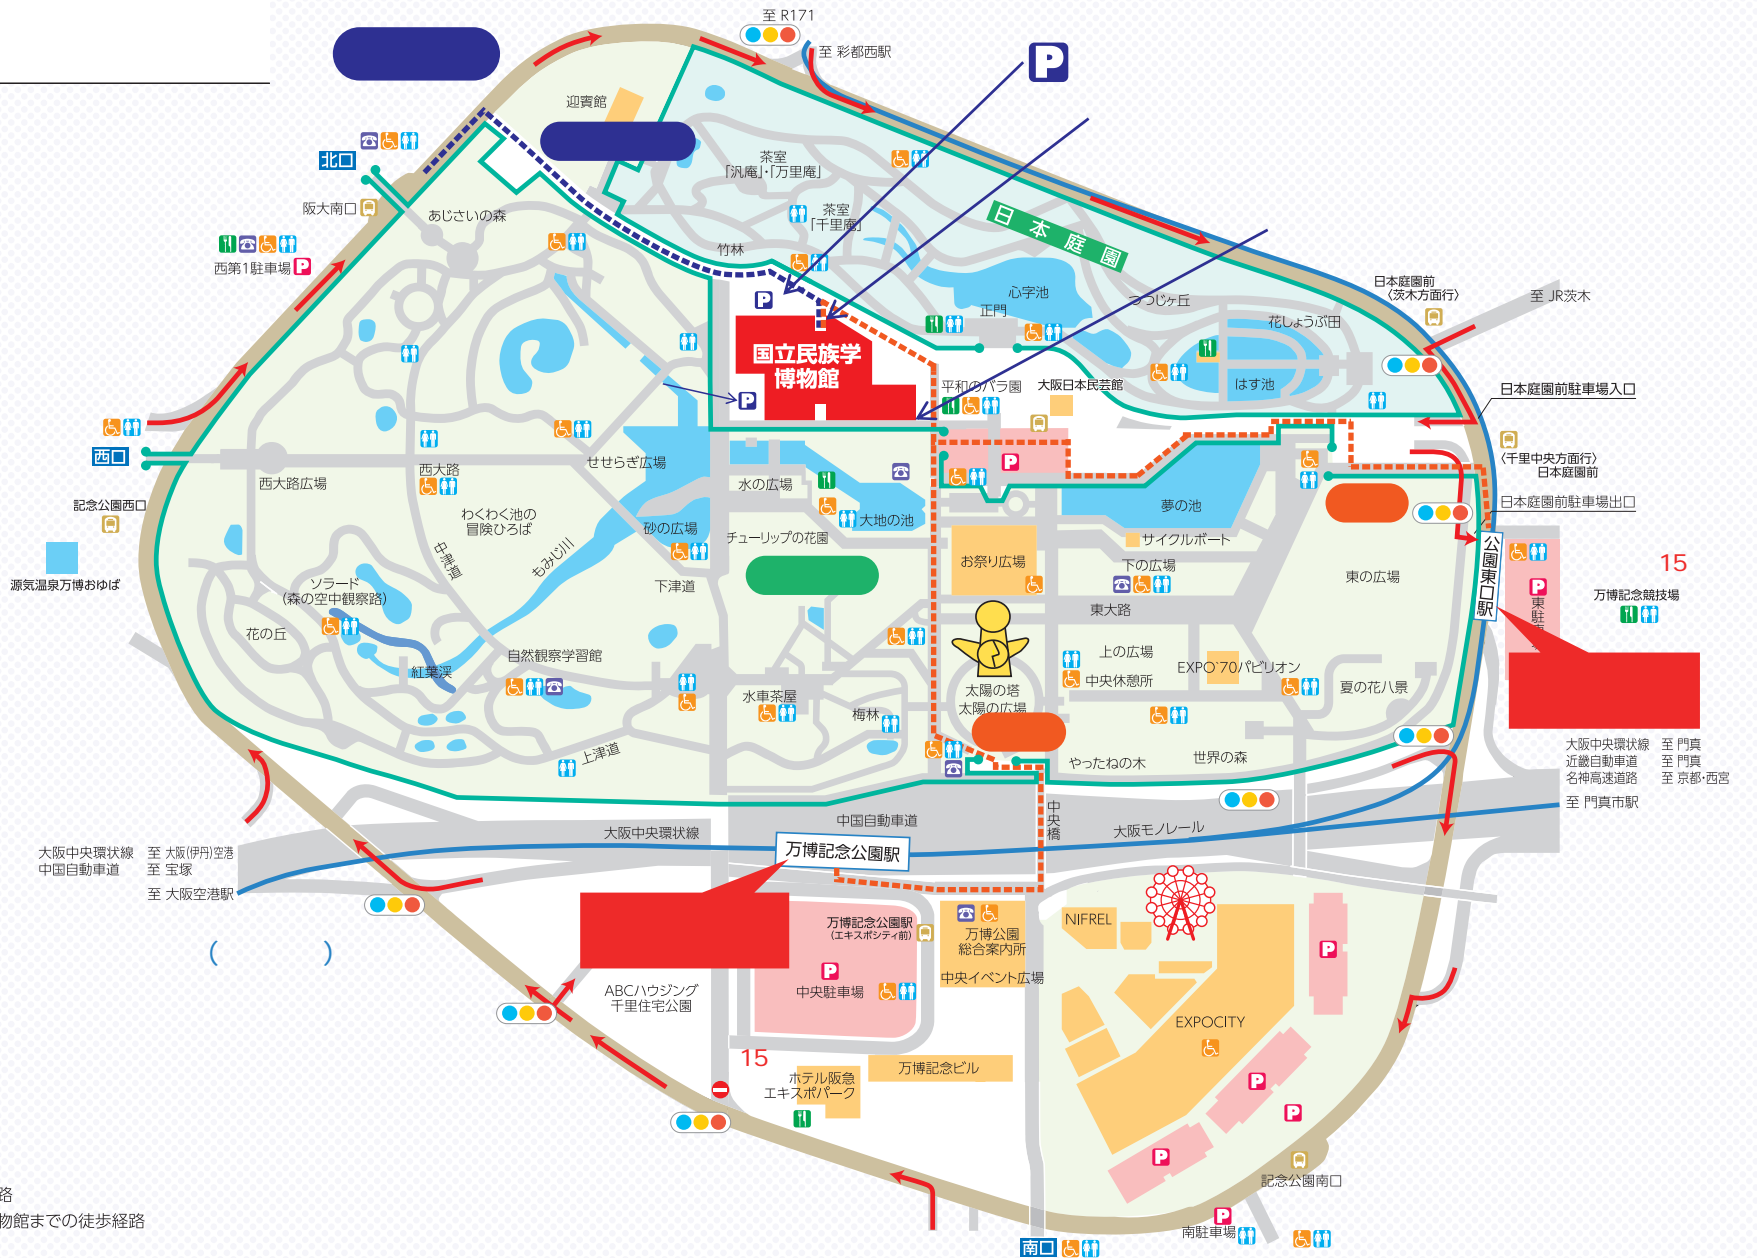 至 R171
至 彩都西駅
P
迎賓館
茶室
「汎庵」・「万里庵」
茶室
「千里庵」
竹林
日本庭園
北口
阪大南口
あじさいの森
西第1駐車場 P
心字池
正門
つつじヶ丘
花しょうぶ田
はす池
日本庭園前
〈茨木方面行〉
至 JR茨木
P
国立民族学
博物館
P
平和のバラ園
大阪日本民芸館
日本庭園前駐車場入口
〈千里中央方面行〉
日本庭園前
日本庭園前駐車場出口
西口
記念公園西口
源気温泉万博おゆば
西大路広場
西大路
せせらぎ広場
わくわく池の
冒険ひろば
水の広場
砂の広場
大地の池
チューリップの花園
P
夢の池
サイクルボート
お祭り広場
下の広場
東の広場
公園東口駅
P
東駐車
15
万博記念競技場
中津道
もみじ川
下津道
ソラード
(森の空中観察路)
花の丘
紅葉渓
自然観察学習館
東大路
上の広場
EXPO'70パビリオン
中央休憩所
太陽の塔
太陽の広場
夏の花八景
水車茶屋
梅林
上津道
やったねの木
世界の森
大阪中央環状線 至 門真
近畿自動車道 至 門真
名神高速道路 至 京都・西宮
至 門真市駅
中国自動車道
中央橋
大阪モノレール
大阪中央環状線
万博記念公園駅
大阪中央環状線 至 大阪(伊丹)空港
中国自動車道 至 宝塚
至 大阪空港駅
( )
万博記念公園駅
(エキスポシティ前)
万博公園
総合案内所
中央イベント広場
NIFREL
P
P
中央駐車場
ABCハウジング
千里住宅公園
EXPOCITY
15
ホテル阪急
エキスポパーク
万博記念ビル
P
P
P
記念公園南口
P
南駐車場
南口
路
物館までの徒歩経路